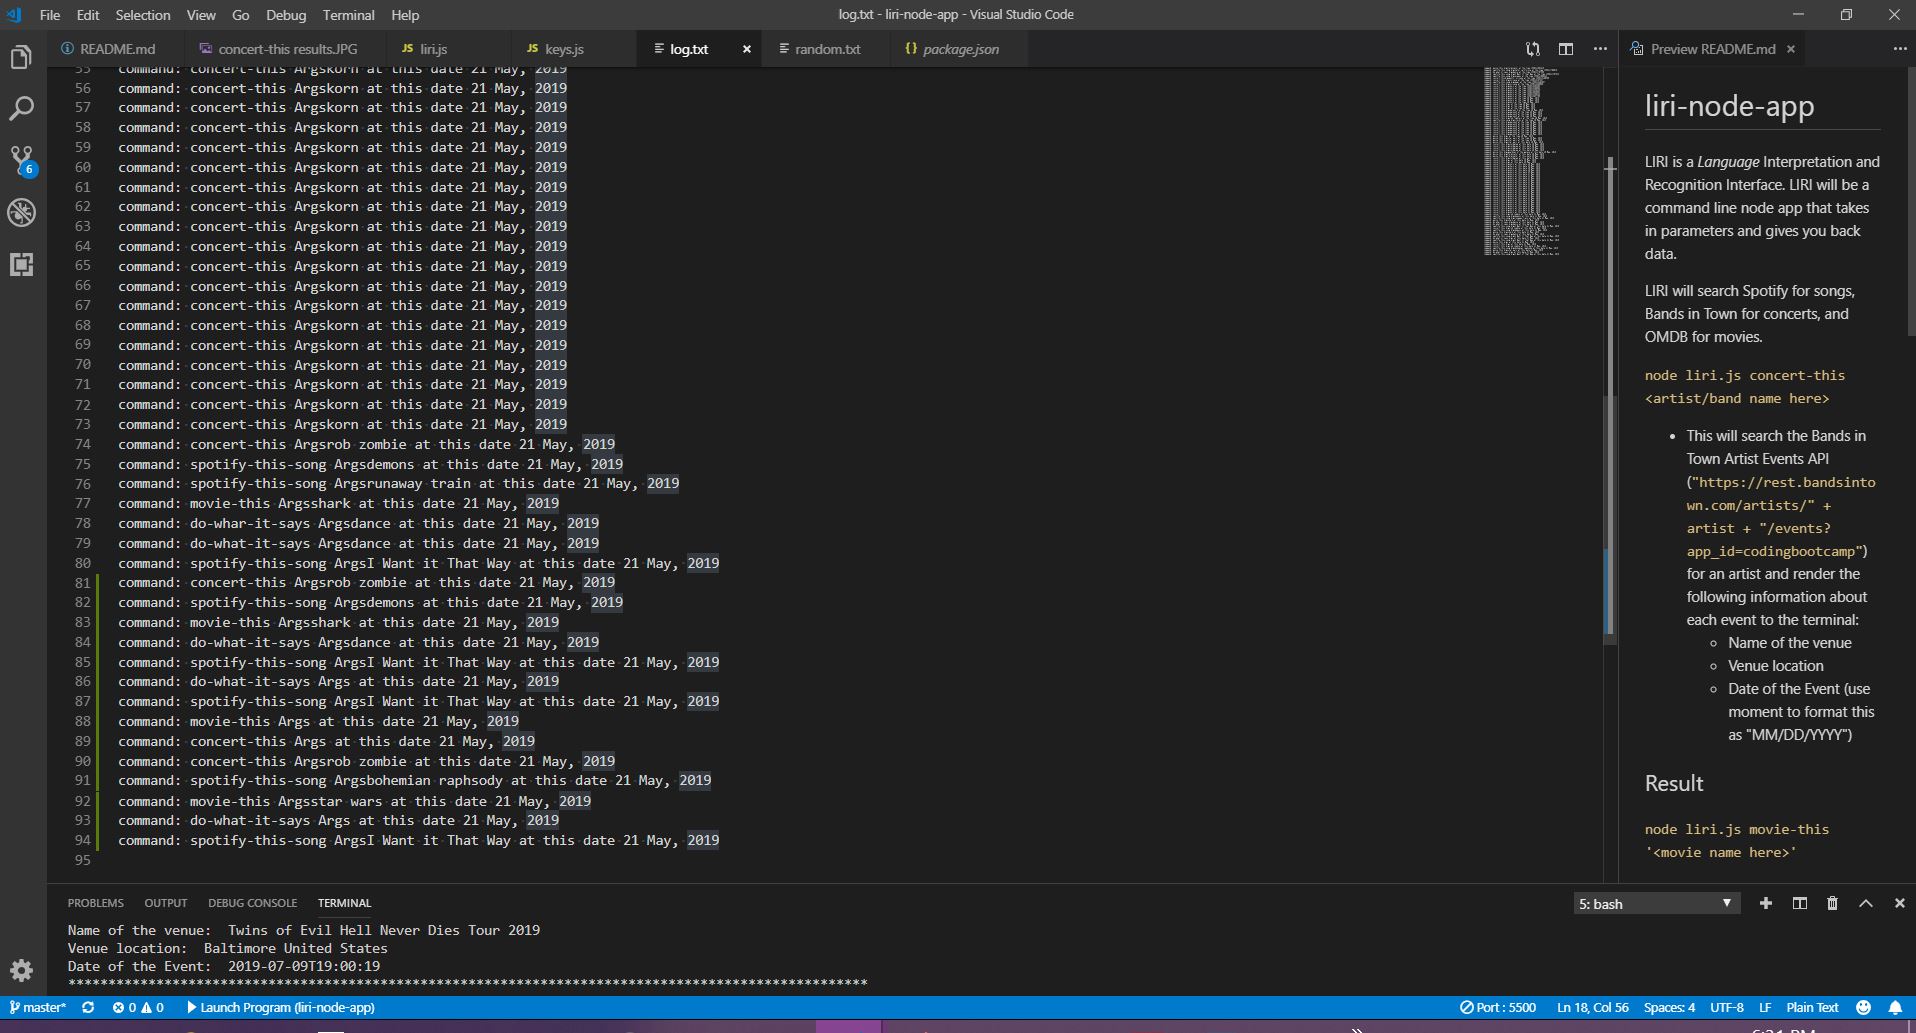 File Edit Selection View Go Debug Terminal Help
log.txt - liri-node-app - Visual Studio Code
README.md
concert-this results.JPG
JS liri.js
JS keys.js
log.txt
random.txt
{} package.json
Preview README.md
55 command: concert-this Argskorn at this date 21 May, 2019
56 command: concert-this Argskorn at this date 21 May, 2019
57 command: concert-this Argskorn at this date 21 May, 2019
58 command: concert-this Argskorn at this date 21 May, 2019
59 command: concert-this Argskorn at this date 21 May, 2019
60 command: concert-this Argskorn at this date 21 May, 2019
61 command: concert-this Argskorn at this date 21 May, 2019
62 command: concert-this Argskorn at this date 21 May, 2019
63 command: concert-this Argskorn at this date 21 May, 2019
64 command: concert-this Argskorn at this date 21 May, 2019
65 command: concert-this Argskorn at this date 21 May, 2019
66 command: concert-this Argskorn at this date 21 May, 2019
67 command: concert-this Argskorn at this date 21 May, 2019
68 command: concert-this Argskorn at this date 21 May, 2019
69 command: concert-this Argskorn at this date 21 May, 2019
70 command: concert-this Argskorn at this date 21 May, 2019
71 command: concert-this Argskorn at this date 21 May, 2019
72 command: concert-this Argskorn at this date 21 May, 2019
73 command: concert-this Argskorn at this date 21 May, 2019
74 command: concert-this Argsrob zombie at this date 21 May, 2019
75 command: spotify-this-song Argsdemons at this date 21 May, 2019
76 command: spotify-this-song Argsrunaway train at this date 21 May, 2019
77 command: movie-this Argsshark at this date 21 May, 2019
78 command: do-whar-it-says Argsdance at this date 21 May, 2019
79 command: do-what-it-says Argsdance at this date 21 May, 2019
80 command: spotify-this-song ArgsI Want it That Way at this date 21 May, 2019
81 command: concert-this Argsrob zombie at this date 21 May, 2019
82 command: spotify-this-song Argsdemons at this date 21 May, 2019
83 command: movie-this Argsshark at this date 21 May, 2019
84 command: do-what-it-says Argsdance at this date 21 May, 2019
85 command: spotify-this-song ArgsI Want it That Way at this date 21 May, 2019
86 command: do-what-it-says Args at this date 21 May, 2019
87 command: spotify-this-song ArgsI Want it That Way at this date 21 May, 2019
88 command: movie-this Args at this date 21 May, 2019
89 command: concert-this Args at this date 21 May, 2019
90 command: concert-this Argsrob zombie at this date 21 May, 2019
91 command: spotify-this-song Argsbohemian raphsody at this date 21 May, 2019
92 command: movie-this Argsstar wars at this date 21 May, 2019
93 command: do-what-it-says Args at this date 21 May, 2019
94 command: spotify-this-song ArgsI Want it That Way at this date 21 May, 2019
95
liri-node-app
LIRI is a Language Interpretation and
Recognition Interface. LIRI will be a
command line node app that takes
in parameters and gives you back
data.
LIRI will search Spotify for songs,
Bands in Town for concerts, and
OMDB for movies.
node liri.js concert-this
<artist/band name here>
• This will search the Bands in
Town Artist Events API
("https://rest.bandsinto
wn.com/artists/" +
artist + "/events?
app_id=codingbootcamp")
for an artist and render the
following information about
each event to the terminal:
◦ Name of the venue
◦ Venue location
◦ Date of the Event (use
moment to format this
as "MM/DD/YYYY")
Result
node liri.js movie-this
'<movie name here>'
6
PROBLEMS OUTPUT DEBUG CONSOLE TERMINAL
5: bash
Name of the venue: Twins of Evil Hell Never Dies Tour 2019
Venue location: Baltimore United States
Date of the Event: 2019-07-09T19:00:19
****************************************************************************************************
master* 0 0 Launch Program (liri-node-app)
Port : 5500 Ln 18, Col 56 Spaces: 4 UTF-8 LF Plain Text